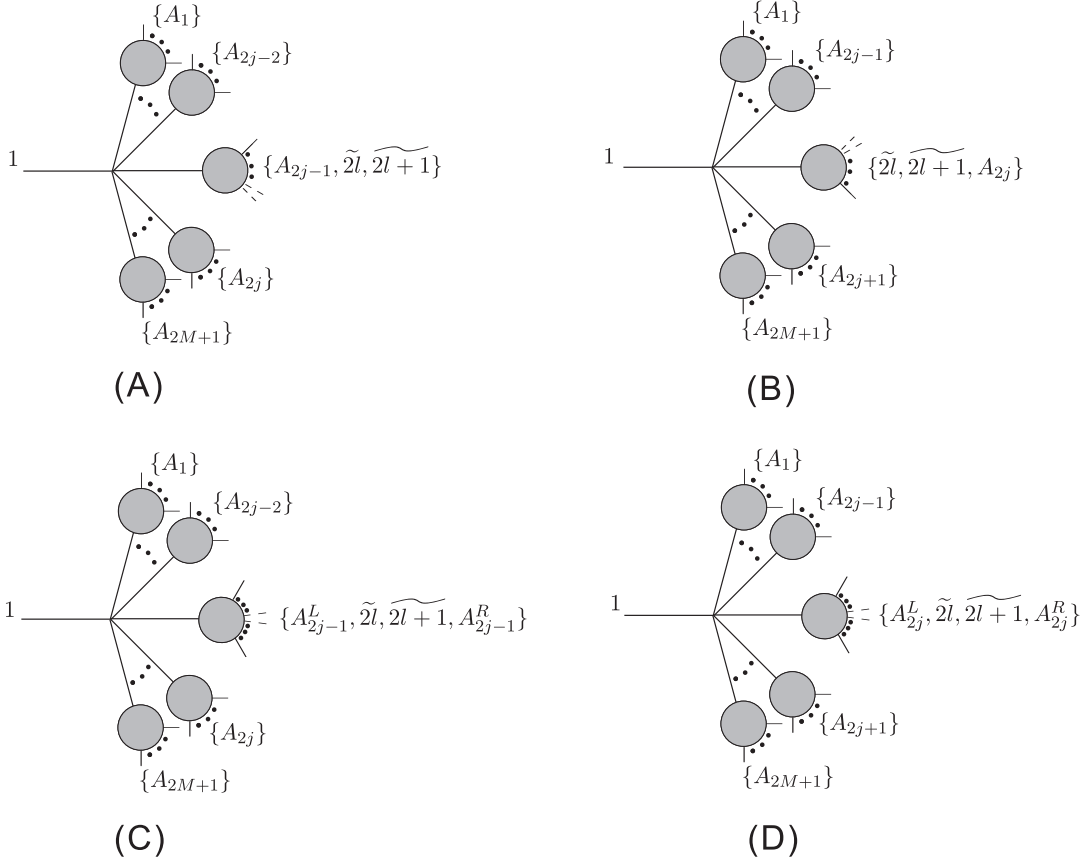 {A_1}
{A_{2j-2}}
1
{A_{2j-1}, \widetilde{2l}, \widetilde{2l+1}}
{A_{2j}}
{A_{2M+1}}
(A)
{A_1}
{A_{2j-1}}
1
{\widetilde{2l}, \widetilde{2l+1}, A_{2j}}
{A_{2j+1}}
{A_{2M+1}}
(B)
{A_1}
{A_{2j-2}}
1
{A^L_{2j-1}, \widetilde{2l}, \widetilde{2l+1}, A^R_{2j-1}}
{A_{2j}}
{A_{2M+1}}
(C)
{A_1}
{A_{2j-1}}
1
{A^L_{2j}, \widetilde{2l}, \widetilde{2l+1}, A^R_{2j}}
{A_{2j+1}}
{A_{2M+1}}
(D)